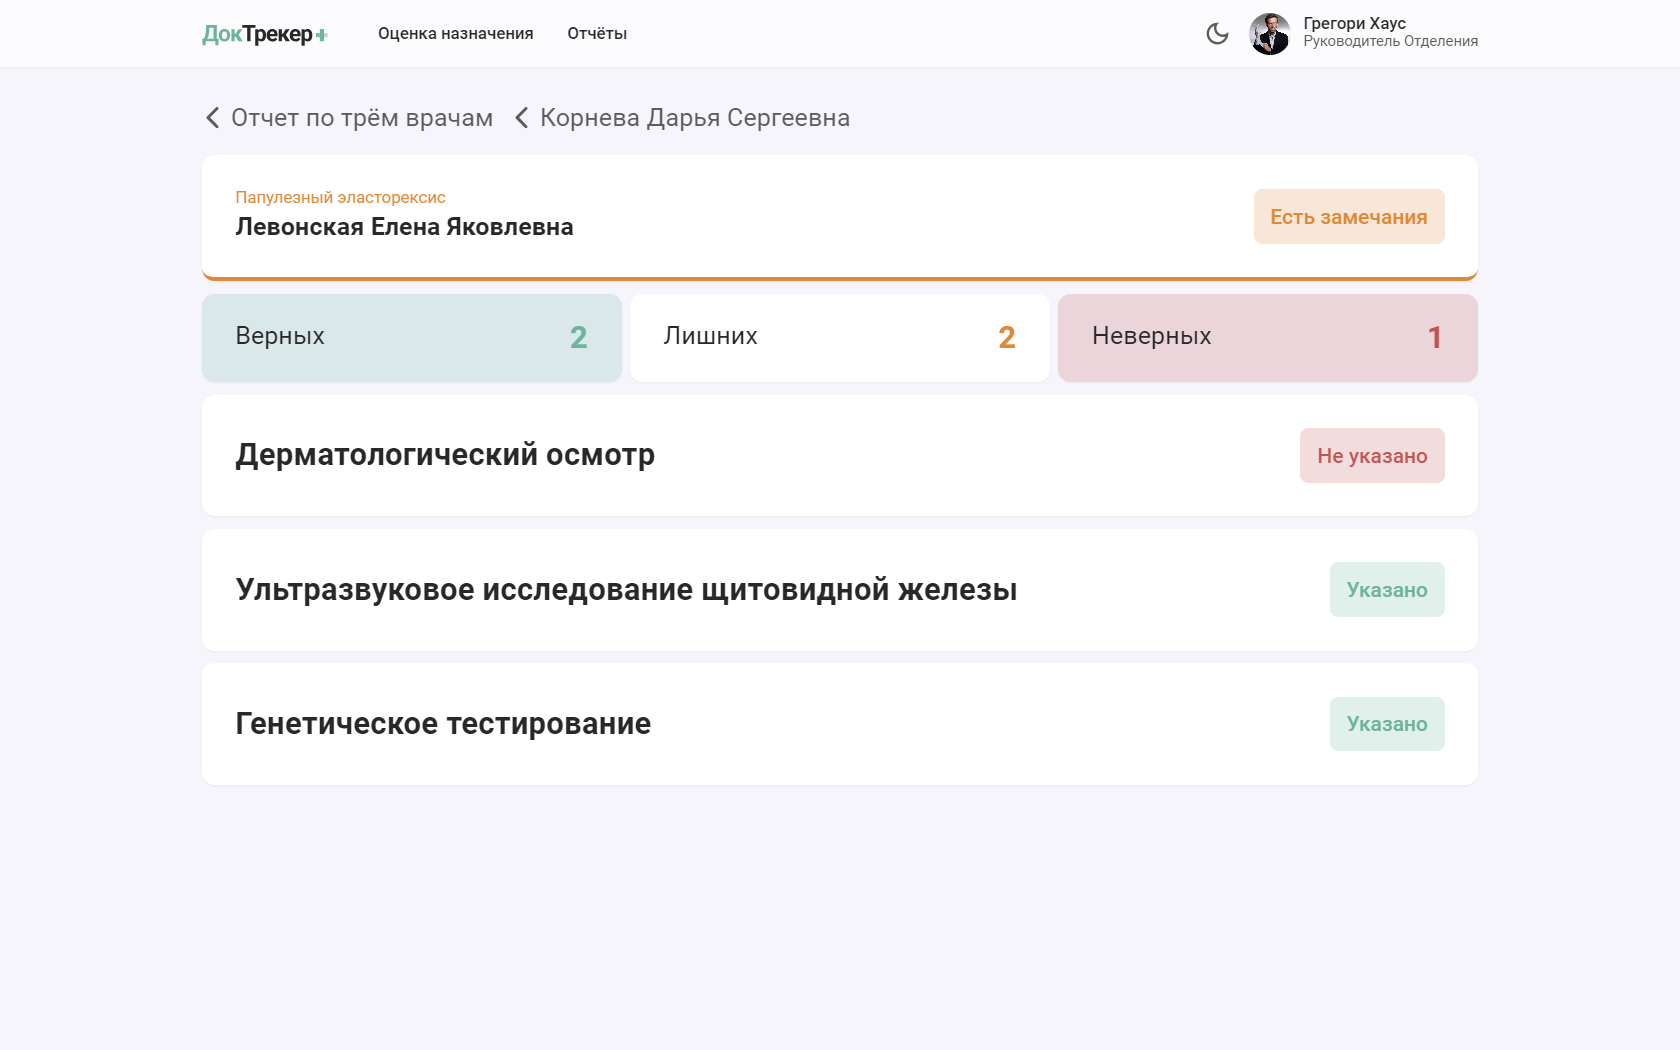 ДокТрекер+
Оценка назначения
Отчёты
Грегори Хаус
Руководитель Отделения
Отчет по трём врачам
Корнева Дарья Сергеевна
Папулезный эласторексис
Левонская Елена Яковлевна
Есть замечания
Верных 2
Лишних 2
Неверных 1
Дерматологический осмотр
Не указано
Ультразвуковое исследование щитовидной железы
Указано
Генетическое тестирование
Указано